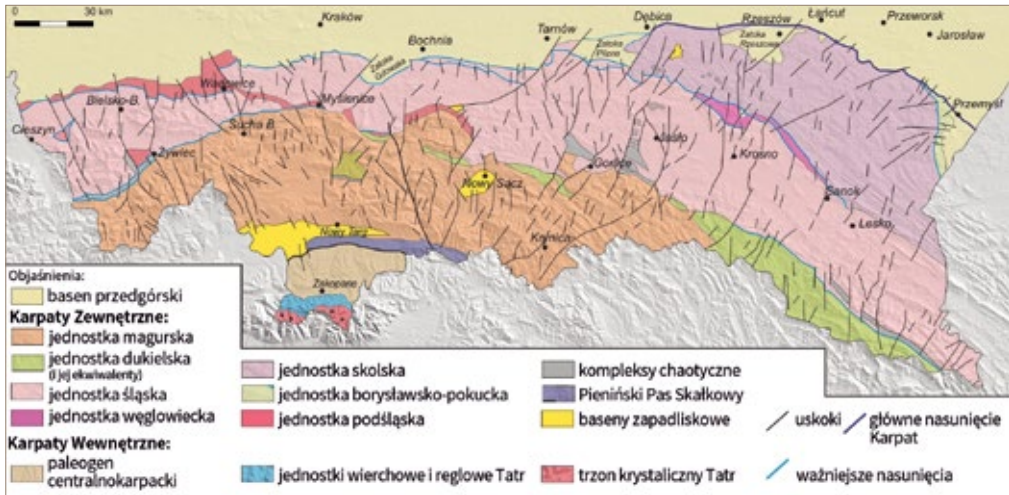 0 30 km
Kraków
Bochnia
Tarnów
Dębica
Rzeszów
Łańcut
Przeworsk
Jarosław
Zatoka Gdowska
Zatoka Pilzna
Zatoka Rzeszowa
Wadowice
Bielsko-B.
Myślenice
Przemyśl
Cieszyn
Sucha B.
Jasło
Żywiec
Gorlice
Krosno
Nowy Sącz
Sanok
Lesko
Nowy Targ
Krynica
Zakopane
Objaśnienia:
basen przedgórski
Karpaty Zewnętrzne:
jednostka magurska
jednostka dukielska
(i jej ekwiwalenty)
jednostka śląska
jednostka węglowiecka
Karpaty Wewnętrzne:
paleogen
centralnokarpacki
jednostka skolska
jednostka borysławsko-pokucka
jednostka podśląska
jednostki wierchowe i reglowe Tatr
kompleksy chaotyczne
Pieniński Pas Skałkowy
baseny zapadliskowe
trzon krystaliczny Tatr
uskoki
główne nasunięcie
Karpat
ważniejsze nasunięcia